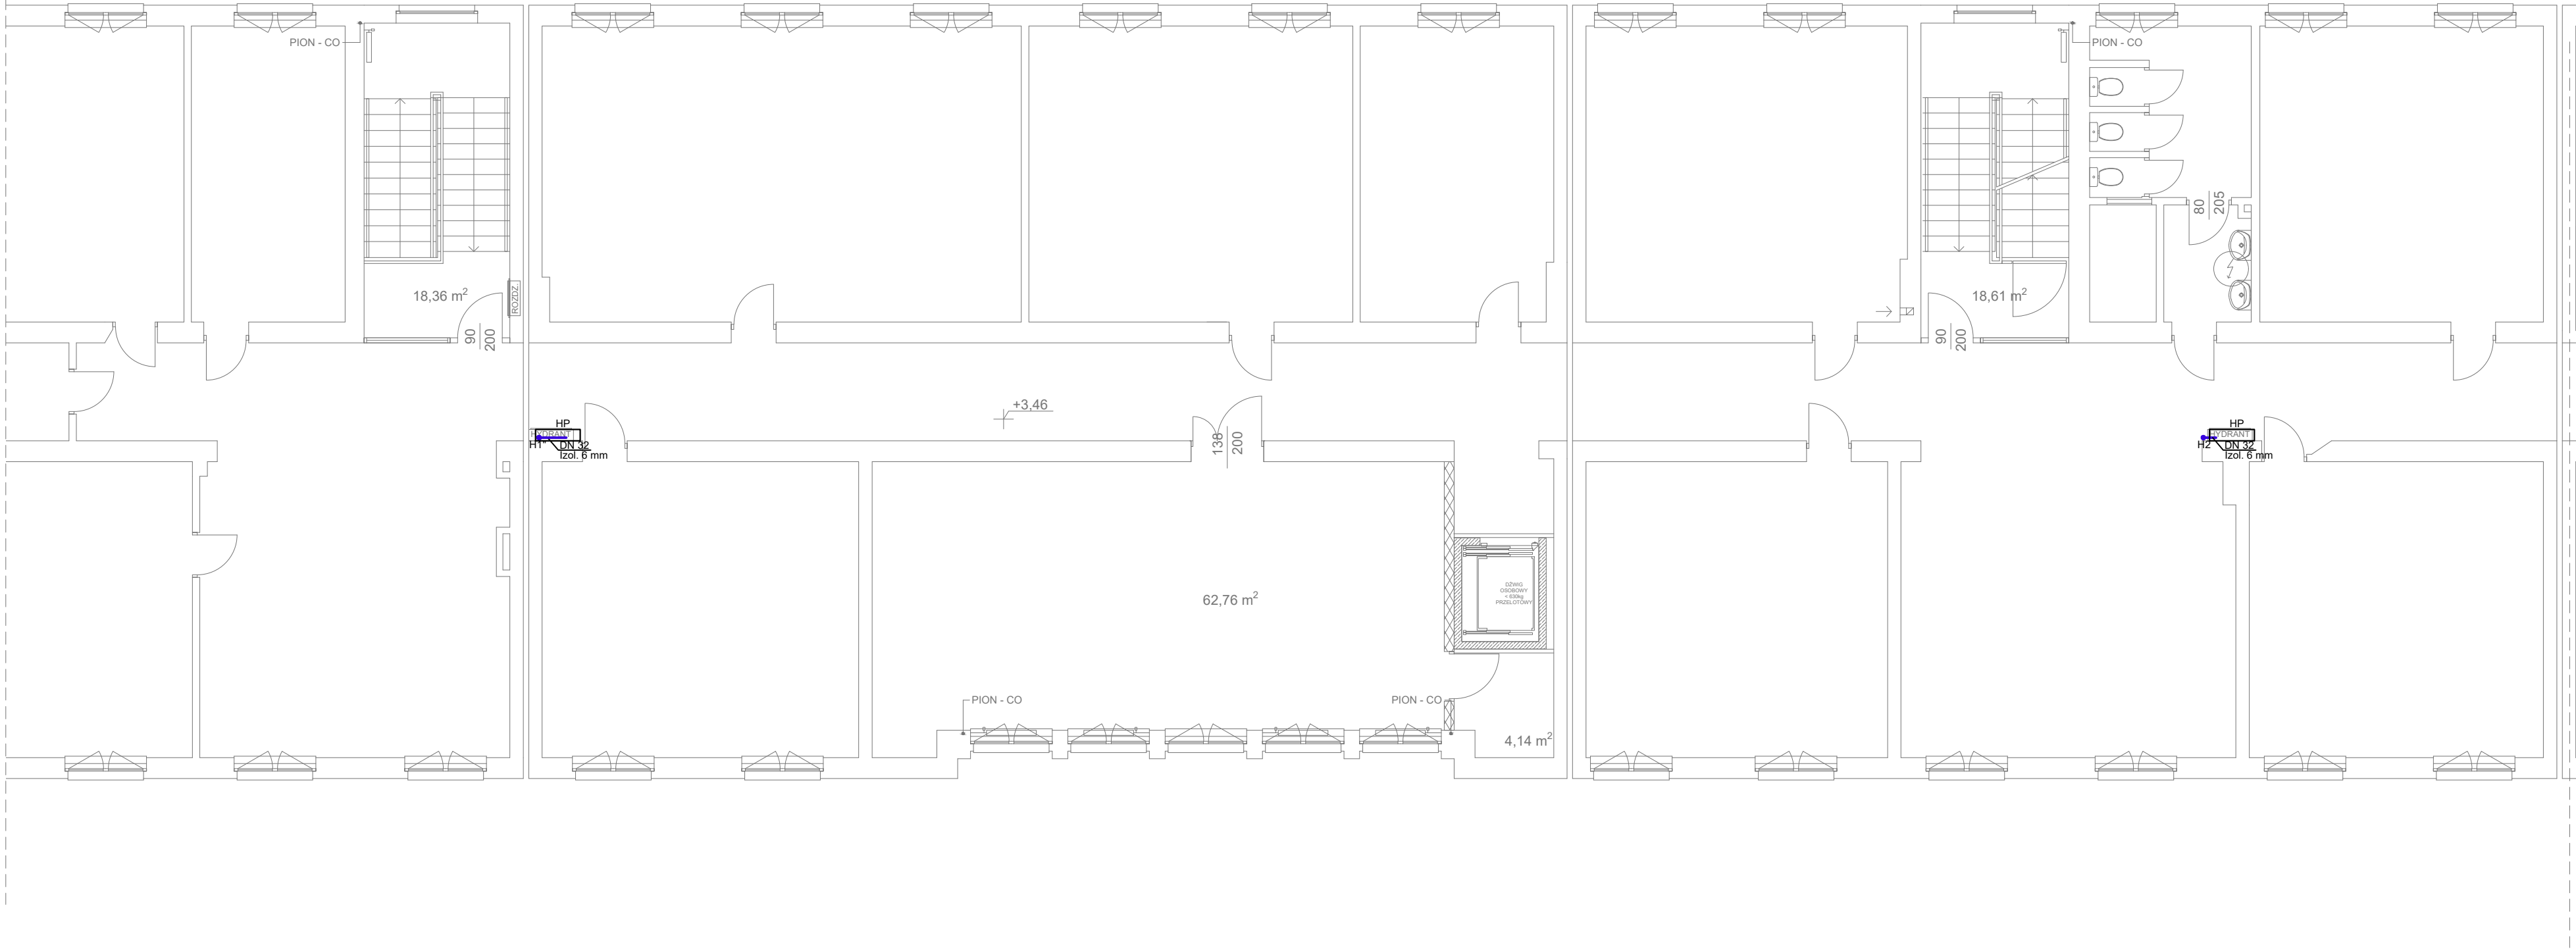 PION - CO
PION - CO
80
205
18,36 m²
ROZDZ.
18,61 m²
90
200
90
200
+3,46
HP
HYDRANT
H1
DN 32
Izol. 6 mm
138
200
HP
HYDRANT
H2
DN 32
Izol. 6 mm
DŹWIG
OSOBOWY
< 630kg
PRZELOTOWY
62,76 m²
PION - CO
PION - CO
4,14 m²